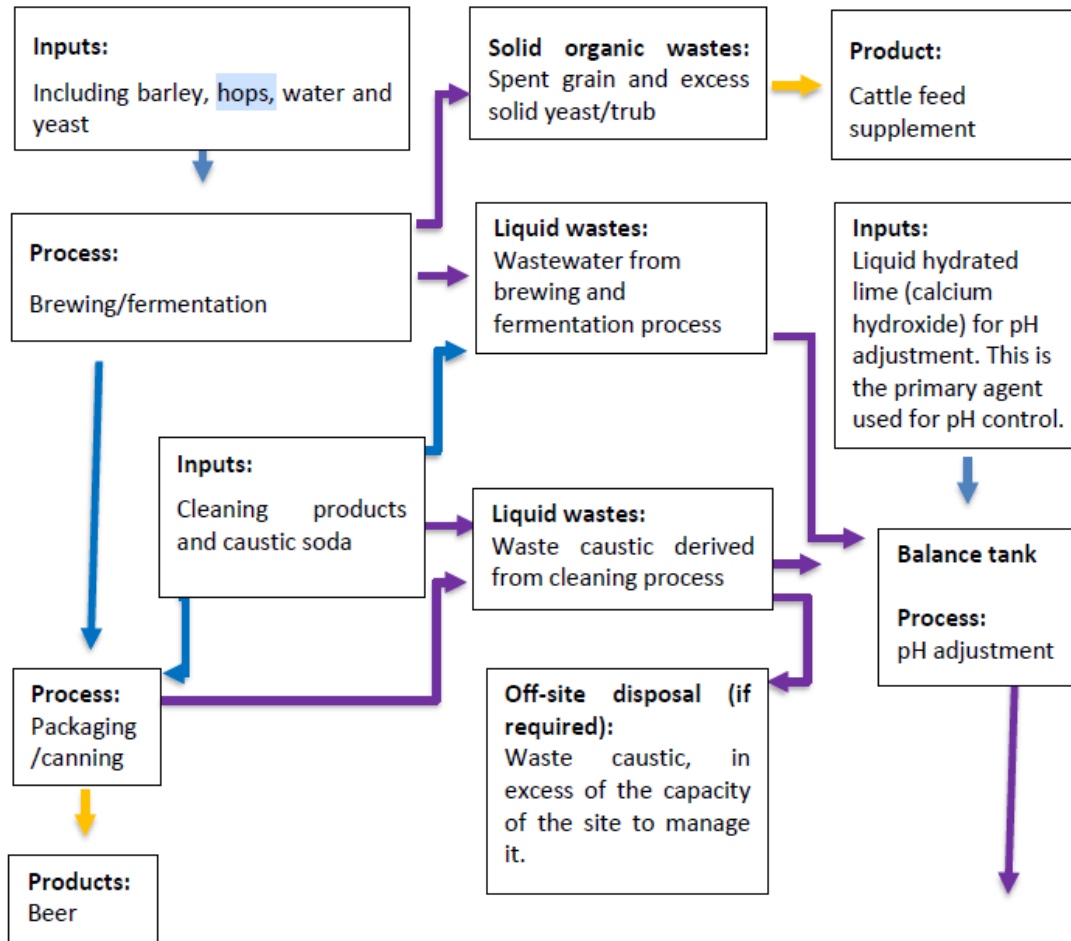 Inputs:
Including barley, hops, water and
yeast
Solid organic wastes:
Spent grain and excess
solid yeast/trub
Product:
Cattle feed
supplement
Process:
Brewing/fermentation
Liquid wastes:
Wastewater from
brewing and
fermentation process
Inputs:
Liquid hydrated
lime (calcium
hydroxide) for pH
adjustment. This is
the primary agent
used for pH control.
Inputs:
Cleaning products
and caustic soda
Liquid wastes:
Waste caustic derived
from cleaning process
Balance tank
Process:
pH adjustment
Process:
Packaging
/canning
Off-site disposal (if
required):
Waste caustic, in
excess of the capacity
of the site to manage
it.
Products:
Beer